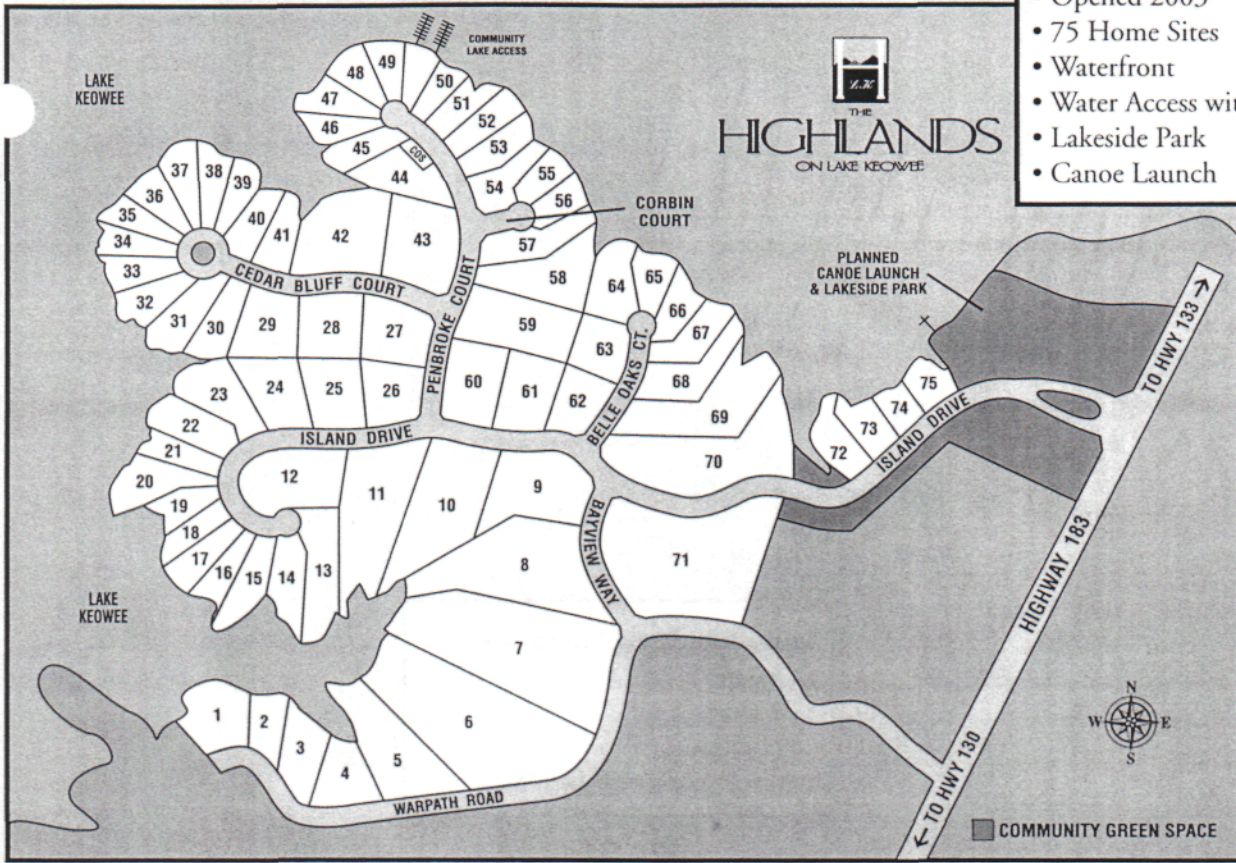 Opened 2005
• 75 Home Sites
• Waterfront
• Water Access
• Lakeside Park
• Canoe Launch
LAKE
KEOWEE
COMMUNITY
LAKE ACCESS
THE
HIGHLANDS
ON LAKE KEOWEE
49
48
50
47
51
46
52
45
COS
53
44
54
55
56
CORBIN
COURT
57
37
38
36
39
35
40
34
41
42
43
33
32
31
30
CEDAR BLUFF COURT
PENBROKE COURT
58
64
65
66
67
PLANNED
CANOE LAUNCH
& LAKESIDE PARK
TO HWY 133
29
28
27
59
63
BELLE OAKS CT.
68
69
75
74
73
72
ISLAND DRIVE
23
24
25
26
60
61
62
22
21
20
19
18
17
16
15
14
13
ISLAND DRIVE
12
11
10
9
70
BAYVIEW WAY
8
71
HIGHWAY 183
LAKE
KEOWEE
7
6
1
2
3
4
5
WARPATH ROAD
N
W
E
S
TO HWY 130
COMMUNITY GREEN SPACE